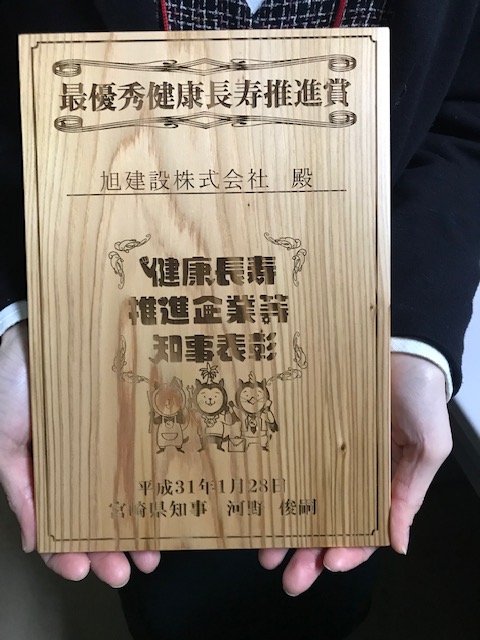 最優秀健康長寿推進賞
旭建設株式会社 殿
健康長寿
推進企業等
知事表彰
平成31年1月28日
宮崎県知事 河野 俊嗣